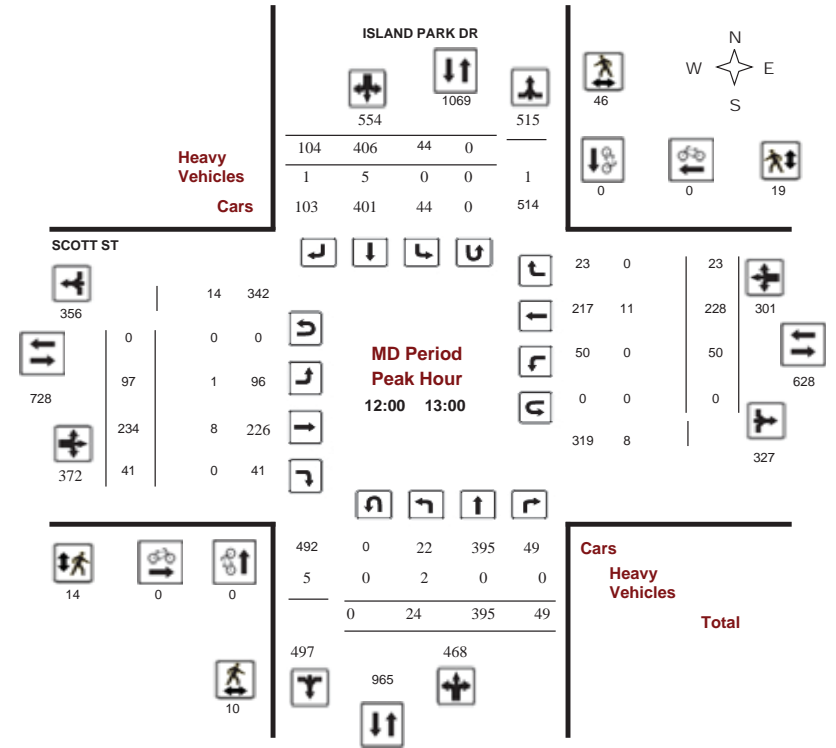 ISLAND PARK DR
N
W E
S
1069
46
554 515
104 406 44 0
Heavy
Vehicles 1 5 0 0 1
Cars 103 401 44 0 514
0 0 19
SCOTT ST
356
14 342
0 0 0
728
97 1 96
234 8 226
372
41 0 41
MD Period
Peak Hour
12:00 13:00
23 0 23
217 11 228 301
50 0 50
628
0 0 0
319 8
327
492 0 22 395 49 Cars
5 0 2 0 0 Heavy
Vehicles
0 24 395 49 Total
14 0 0
497 468
965
10